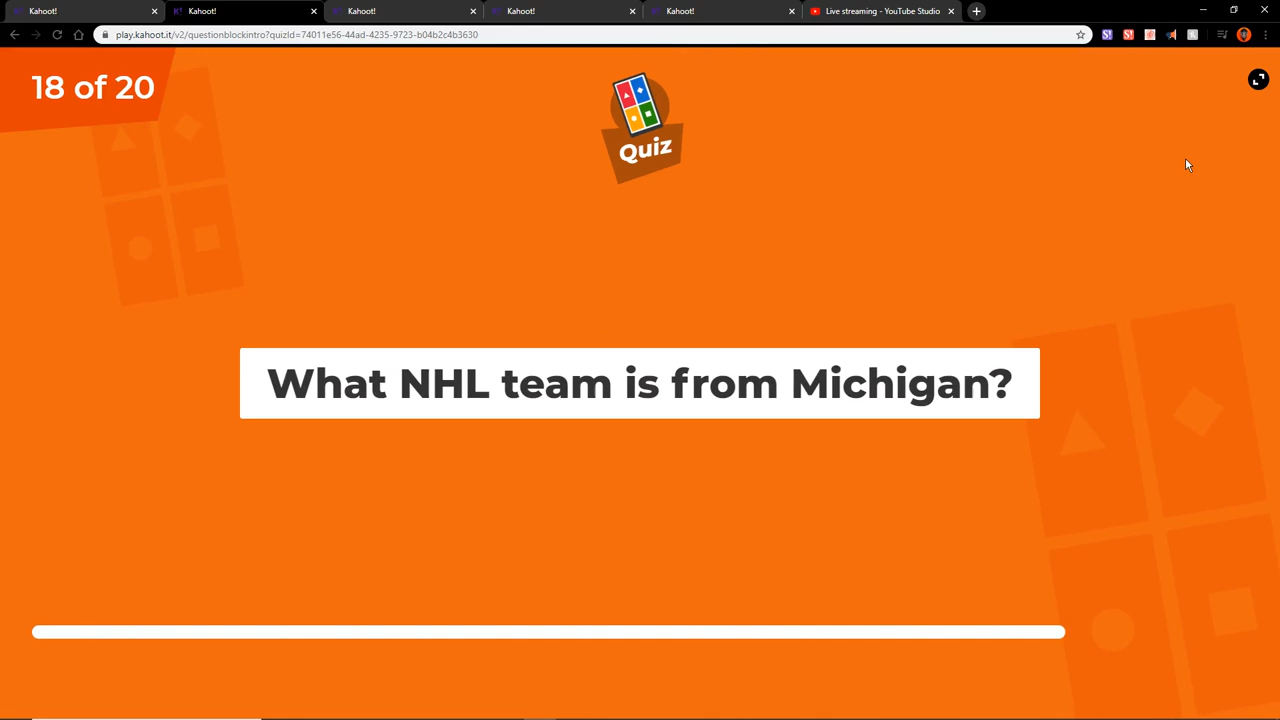 Kahoot!
Kahoot!
Kahoot!
Kahoot!
Kahoot!
Live streaming - YouTube Studio
play.kahoot.it/v2/questionblockintro?quizId=74011e56-44ad-4235-9723-b04b2c4b3630
18 of 20
Quiz
What NHL team is from Michigan?